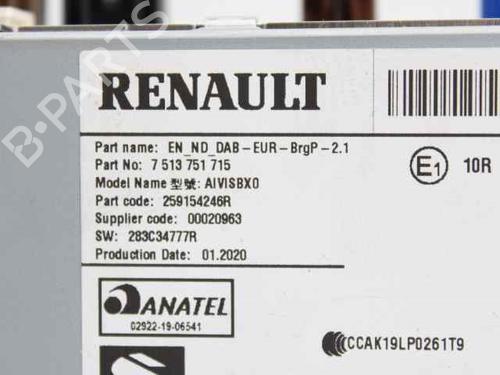 B-PARTS
RENAULT
Part name: EN_ND_DAB-EUR-BrgP-2.1
Part No: 7 513 751 715
Model Name 型號: AIVISBX0
Part code: 259154246R
Supplier code: 00020963
SW: 283C34777R
Production Date: 01.2020
E1 10R
ANATEL
02922-19-06541
CCAK19LP0261T9